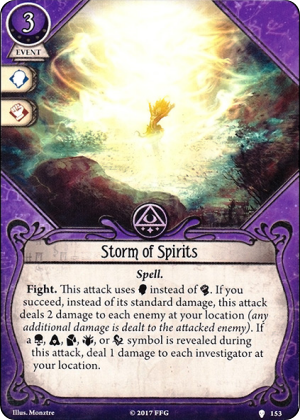 3
EVENT
Storm of Spirits
Spell.
Fight. This attack uses instead of . If you
succeed, instead of its standard damage, this attack
deals 2 damage to each enemy at your location (any
additional damage is dealt to the attacked enemy). If
a , , , , or symbol is revealed during
this attack, deal 1 damage to each investigator at
your location.
Illus. Monztre
© 2017 FFG
153